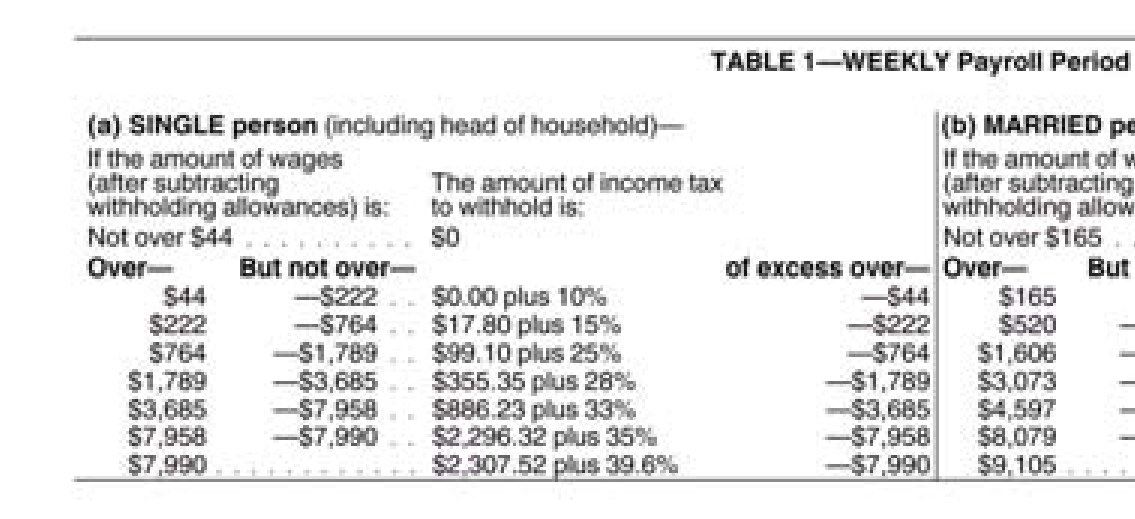 TABLE 1—WEEKLY Payroll Period
(a) SINGLE person (including head of household)—
If the amount of wages
(after subtracting The amount of income tax
withholding allowances) is: to withhold is:
Not over $44 . . . . . . . . . . $0
Over— But not over— of excess over—
$44 —$222 . . $0.00 plus 10% —$44
$222 —$764 . . $17.80 plus 15% —$222
$764 —$1,789 . . $99.10 plus 25% —$764
$1,789 —$3,685 . . $355.35 plus 28% —$1,789
$3,685 —$7,958 . . $886.23 plus 33% —$3,685
$7,958 —$7,990 . . $2,296.32 plus 35% —$7,958
$7,990 . . . . . . . . . . . . $2,307.52 plus 39.6% —$7,990
(b) MARRIED pe
If the amount of w
(after subtracting
withholding allow
Not over $165 . .
Over— But
$165 —
$520 —
$1,606 —
$3,073 —
$4,597 —
$8,079 —
$9,105 . . . .